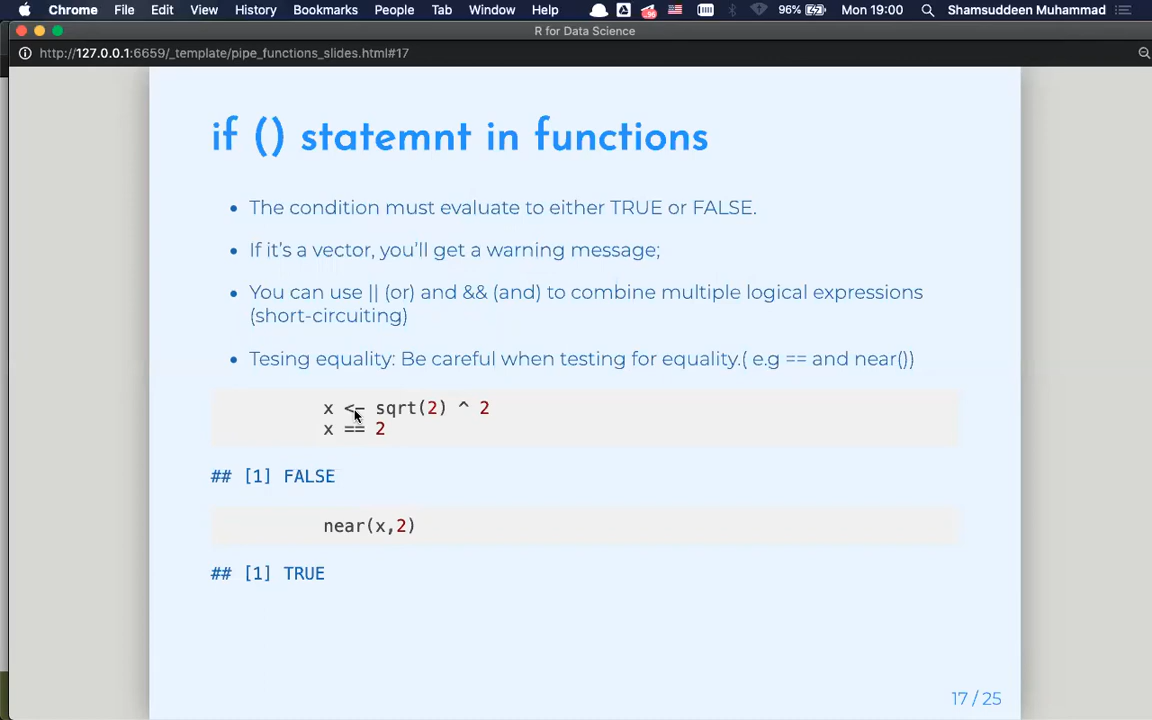 Chrome File Edit View History Bookmarks People Tab Window Help 96% Mon 19:00 Shamsuddeen Muhammad
R for Data Science
http://127.0.0.1:6659/_template/pipe_functions_slides.html#17
if () statemnt in functions
• The condition must evaluate to either TRUE or FALSE.
• If it's a vector, you'll get a warning message;
• You can use || (or) and && (and) to combine multiple logical expressions
(short-circuiting)
• Tesing equality: Be careful when testing for equality.( e.g == and near())
x <- sqrt(2) ^ 2
x == 2
## [1] FALSE
near(x,2)
## [1] TRUE
17 / 25